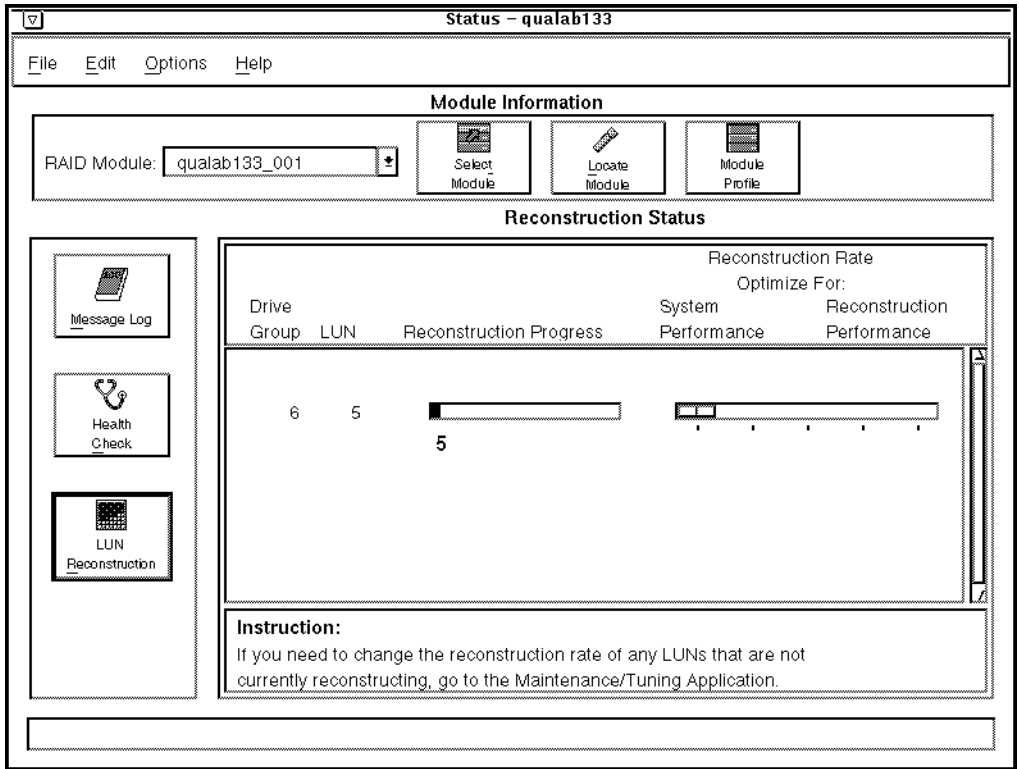 Status – qualab133
File Edit Options Help
Module Information
RAID Module: qualab133_001
Select
Module
Locate
Module
Module
Profile
Reconstruction Status
Message Log
Health
Check
LUN
Reconstruction
Reconstruction Rate
Optimize For:
Drive
Group LUN Reconstruction Progress
System
Performance
Reconstruction
Performance
6 5
5
Instruction:
If you need to change the reconstruction rate of any LUNs that are not
currently reconstructing, go to the Maintenance/Tuning Application.